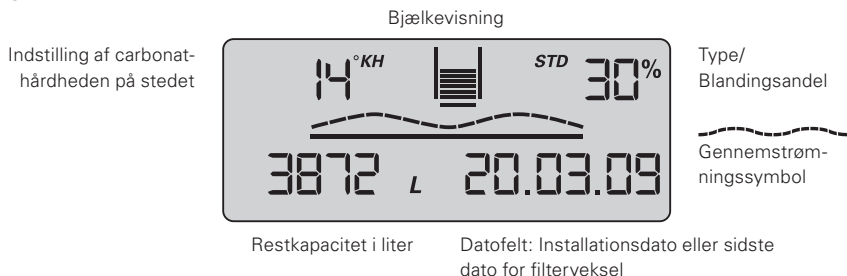 Bjælkevisning
Indstilling af carbonat-
hårdheden på stedet
14 °KH STD 30%
3872 L 20.03.09
Type/
Blandingsandel
Gennemstrøm-
ningssymbol
Restkapacitet i liter
Datofelt: Installationsdato eller sidste
dato for filterveksel